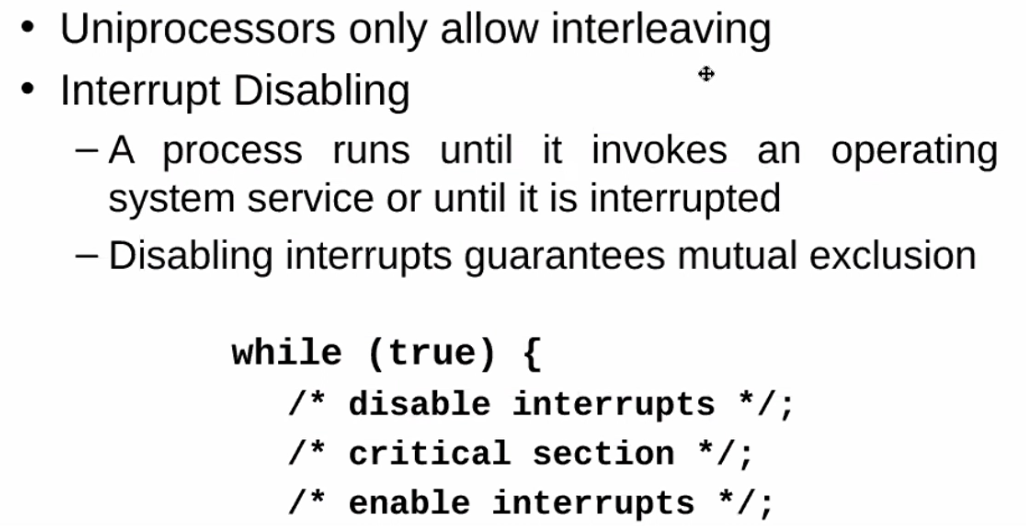 • Uniprocessors only allow interleaving
• Interrupt Disabling
– A process runs until it invokes an operating
system service or until it is interrupted
– Disabling interrupts guarantees mutual exclusion
while (true) {
/* disable interrupts */;
/* critical section */;
/* enable interrupts */;